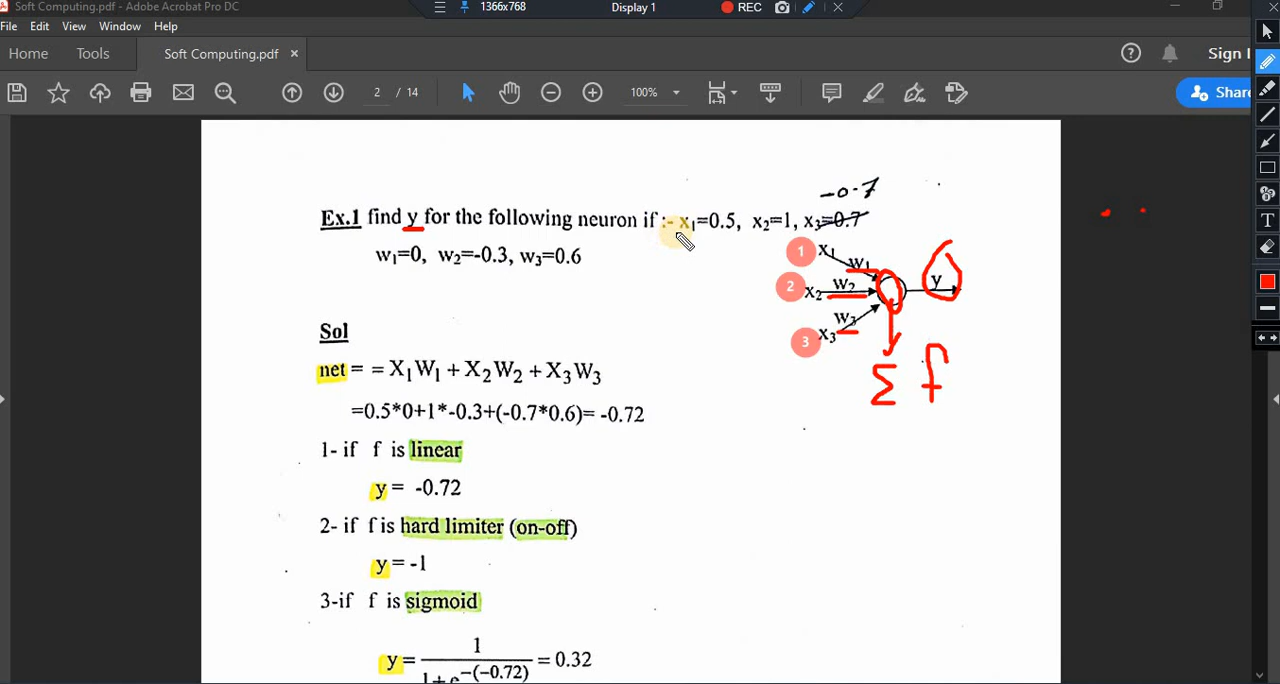 Soft Computing.pdf - Adobe Acrobat Pro DC
1366x768
Display 1
REC
File Edit View Window Help
Home Tools Soft Computing.pdf × Sign I
2 / 14 100% Share
-0.7
Ex.1 find y for the following neuron if :- x₁=0.5, x₂=1, x₃=0.7
w₁=0, w₂=-0.3, w₃=0.6
1 x₁ w₁
2 x₂ w₂ y
3 x₃ w₃
Σ f
Sol
net = = X₁W₁ + X₂W₂ + X₃W₃
=0.5*0+1*-0.3+(-0.7*0.6)= -0.72
1- if f is linear
y = -0.72
2- if f is hard limiter (on-off)
y = -1
3-if f is sigmoid
y = 1 / 1 + e^-(-0.72) = 0.32